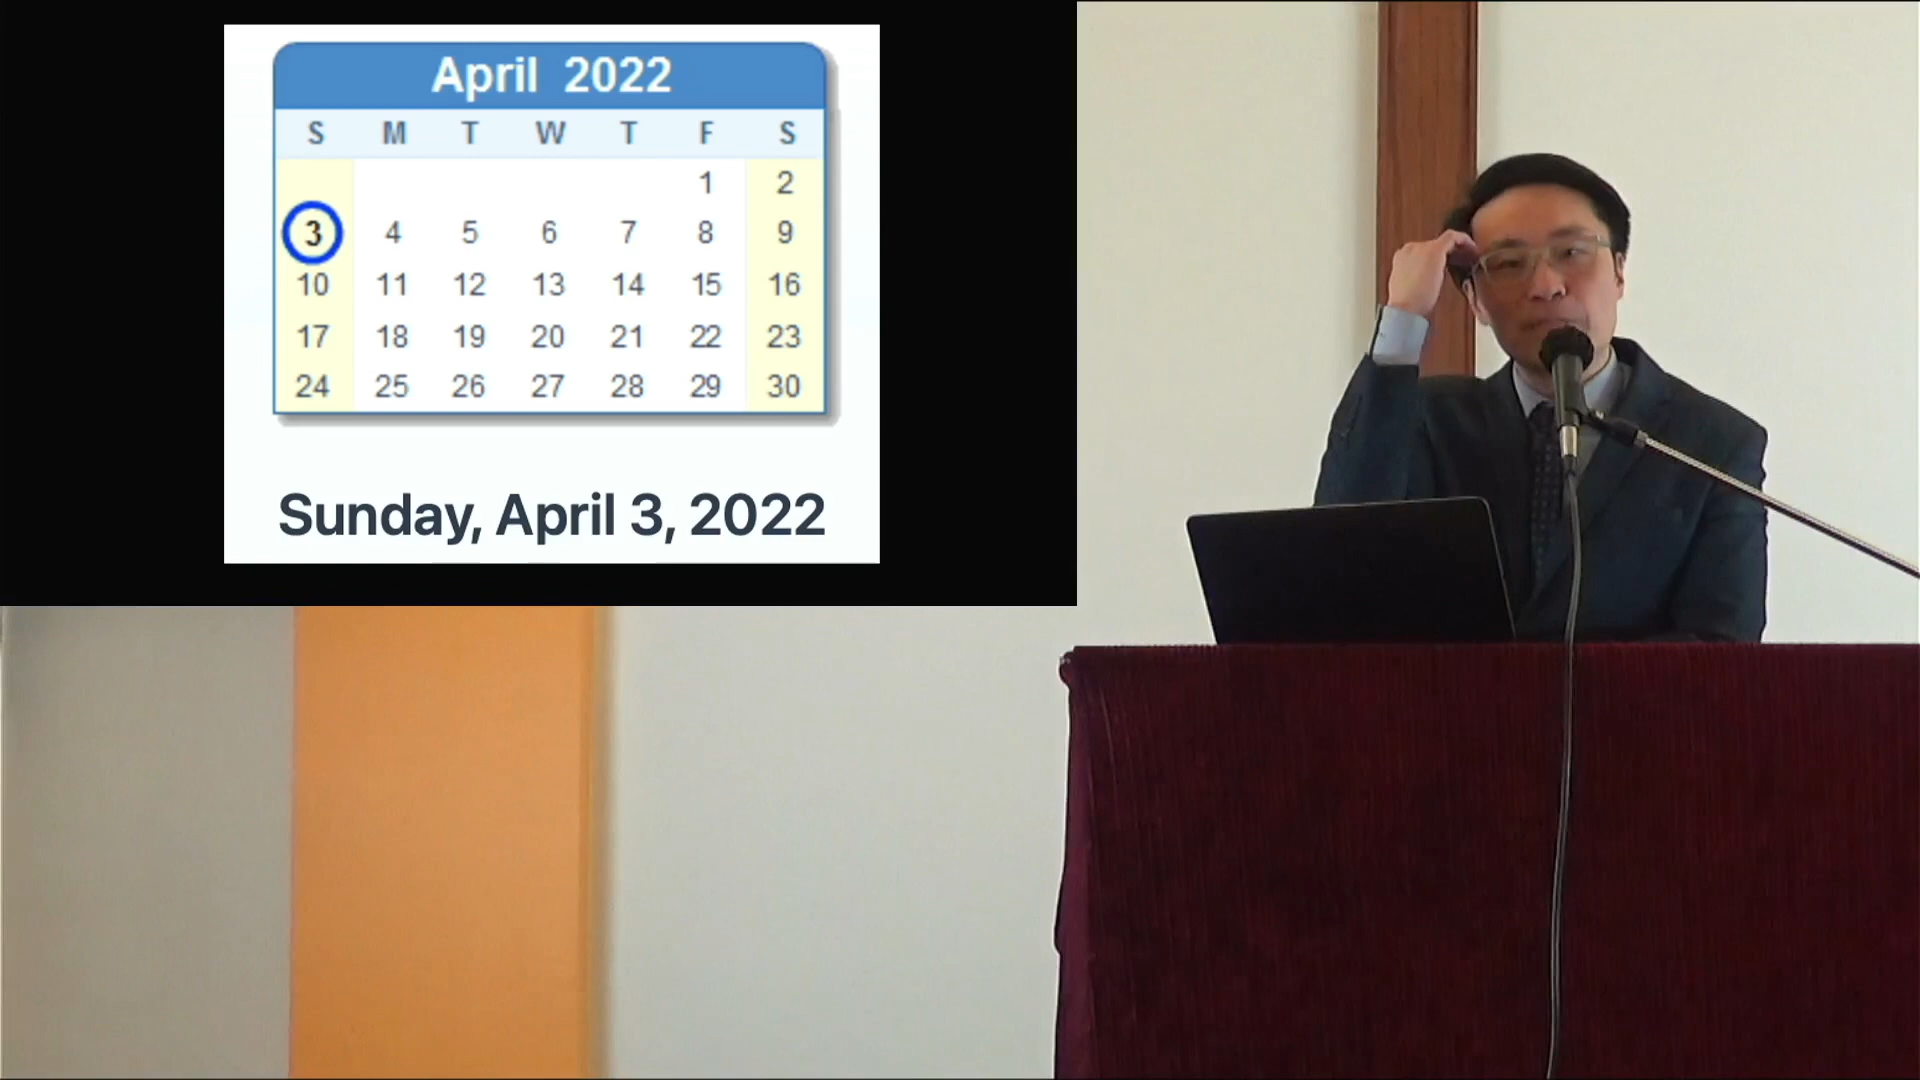 April 2022
S M T W T F S
1 2
3 4 5 6 7 8 9
10 11 12 13 14 15 16
17 18 19 20 21 22 23
24 25 26 27 28 29 30
Sunday, April 3, 2022